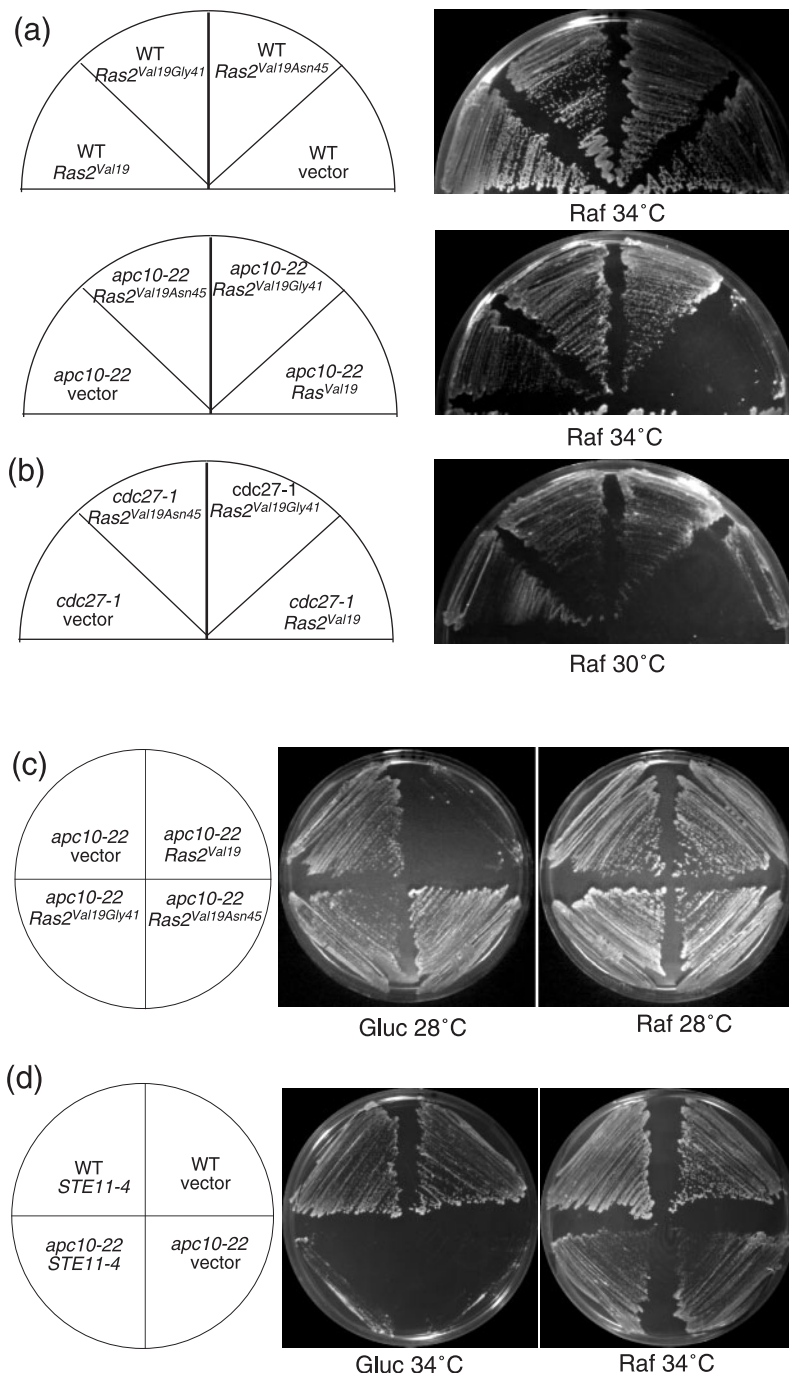 (a)
WT
Ras2Val19Gly41
WT
Ras2Val19Asn45
WT
Ras2Val19
WT
vector
Raf 34°C
apc10-22
Ras2Val19Asn45
apc10-22
Ras2Val19Gly41
apc10-22
vector
apc10-22
RasVal19
Raf 34°C
(b)
cdc27-1
Ras2Val19Asn45
cdc27-1
Ras2Val19Gly41
cdc27-1
vector
cdc27-1
Ras2Val19
Raf 30°C
(c)
apc10-22
vector
apc10-22
Ras2Val19
apc10-22
Ras2Val19Gly41
apc10-22
Ras2Val19Asn45
Gluc 28°C
Raf 28°C
(d)
WT
STE11-4
WT
vector
apc10-22
STE11-4
apc10-22
vector
Gluc 34°C
Raf 34°C